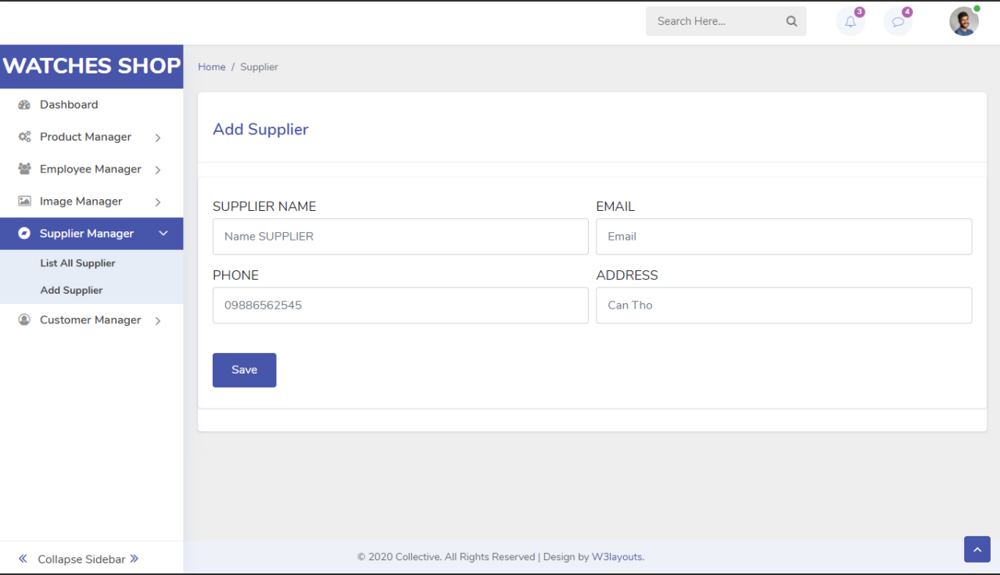 Search Here...
3
4
WATCHES SHOP
Home / Supplier
Dashboard
Product Manager
Employee Manager
Image Manager
Supplier Manager
List All Supplier
Add Supplier
Customer Manager
Add Supplier
SUPPLIER NAME
EMAIL
Name SUPPLIER
Email
PHONE
ADDRESS
09886562545
Can Tho
Save
Collapse Sidebar
© 2020 Collective. All Rights Reserved | Design by W3layouts.